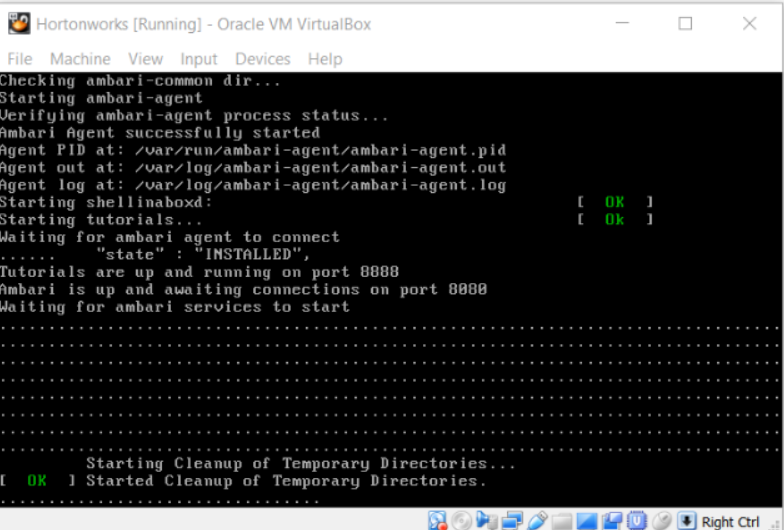 Hortonworks [Running] - Oracle VM VirtualBox
File Machine View Input Devices Help
Checking ambari-common dir...
Starting ambari-agent
Verifying ambari-agent process status...
Ambari Agent successfully started
Agent PID at: /var/run/ambari-agent/ambari-agent.pid
Agent out at: /var/log/ambari-agent/ambari-agent.out
Agent log at: /var/log/ambari-agent/ambari-agent.log
Starting shellinaboxd: [ OK ]
Starting tutorials... [ Ok ]
Waiting for ambari agent to connect
...... "state" : "INSTALLED",
Tutorials are up and running on port 8888
Ambari is up and awaiting connections on port 8080
Waiting for ambari services to start
................................................................................
................................................................................
................................................................................
................................................................................
................................................................................
................................................................................
................................................................................
................................................................................
Starting Cleanup of Temporary Directories...
[ OK ] Started Cleanup of Temporary Directories.
.................................
Right Ctrl